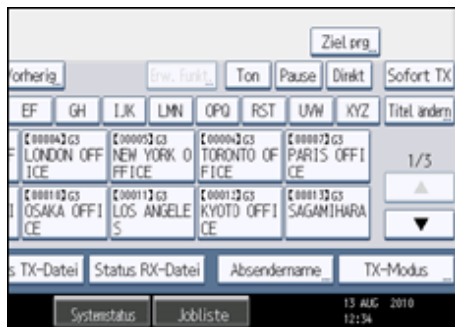 Ziel prg.
Vorherig. Erw. Funkt. Ton Pause Direkt Sofort TX
EF GH IJK LMN OPQ RST UVW XYZ Titel ändern
【00004】G3 【00005】G3 【00006】G3 【00007】G3
LONDON OFF NEW YORK O TORONTO OF PARIS OFFI
ICE FFICE FICE CE
1/3
【00010】G3 【00011】G3 【00012】G3 【00013】G3
OSAKA OFFI LOS ANGELE KYOTO OFFI SAGAMIHARA
CE S CE
s TX-Datei Status RX-Datei Absendername TX-Modus
Systemstatus Jobliste
13 AUG 2010
12:34